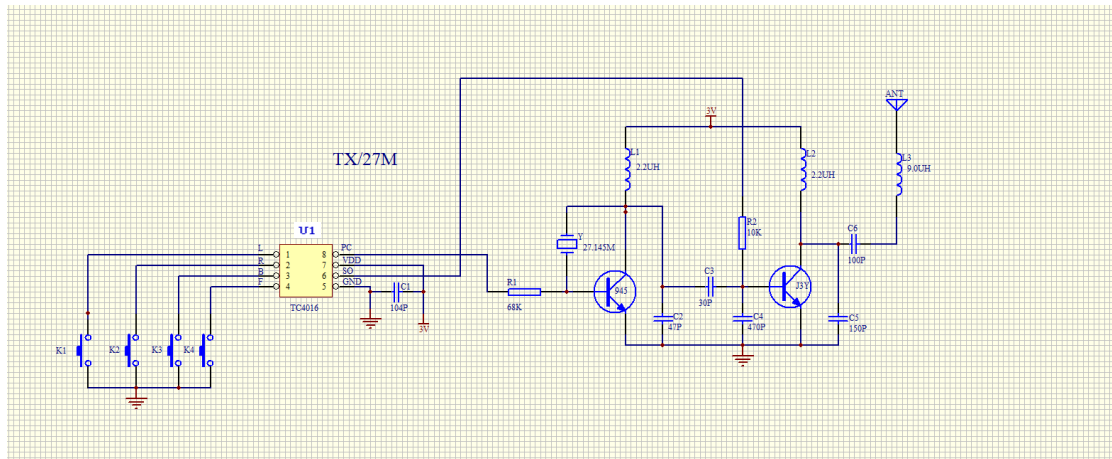 ANT
3V
TX/27M
L1
2.2UH
L2
2.2UH
L3
9.0UH
U1
R2
10K
C6
100P
Y
27.145M
L 1 8 PC
R 2 7 VDD
B 3 6 SO
F 4 5 GND
TC4016
C1
104P
3V
R1
68K
945
C3
30P
J3Y
C2
47P
C4
470P
C5
150P
K1
K2
K3
K4